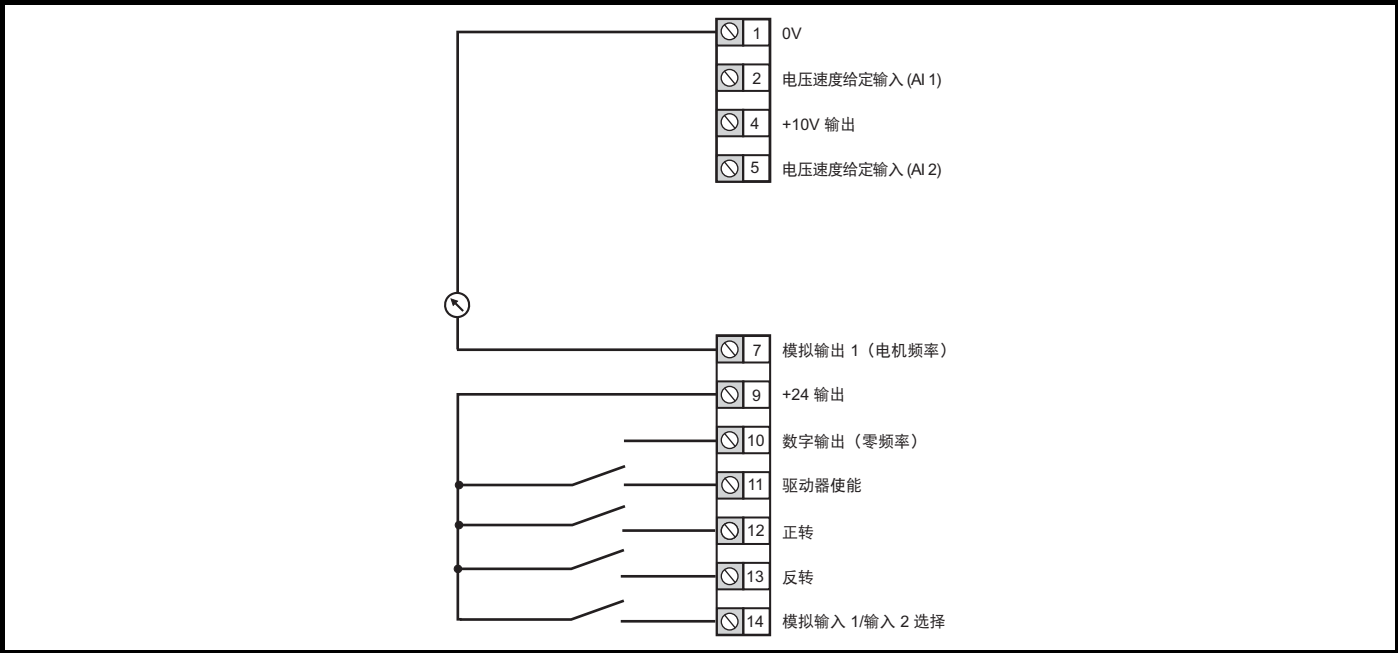 1 0V
2 电压速度给定输入 (AI 1)
4 +10V 输出
5 电压速度给定输入 (AI 2)
7 模拟输出 1（电机频率）
9 +24 输出
10 数字输出（零频率）
11 驱动器使能
12 正转
13 反转
14 模拟输入 1/输入 2 选择